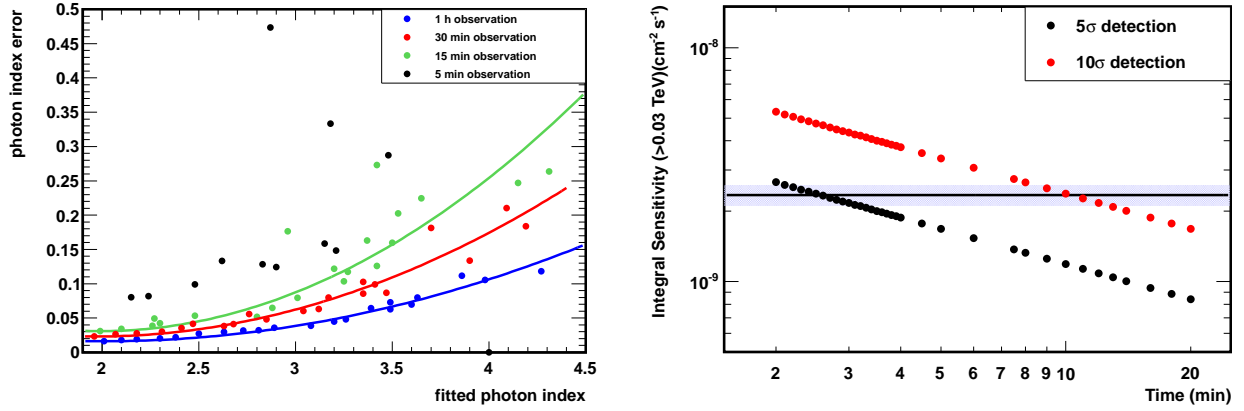 photon index error
0.5
0.45
0.4
0.35
0.3
0.25
0.2
0.15
0.1
0.05
0
1 h observation
30 min observation
15 min observation
5 min observation
2 2.5 3 3.5 4 4.5
fitted photon index
Integral Sensitivity (>0.03 TeV)(cm⁻² s⁻¹)
10⁻⁸
10⁻⁹
5σ detection
10σ detection
2 3 4 5 6 7 8 9 10 20
Time (min)